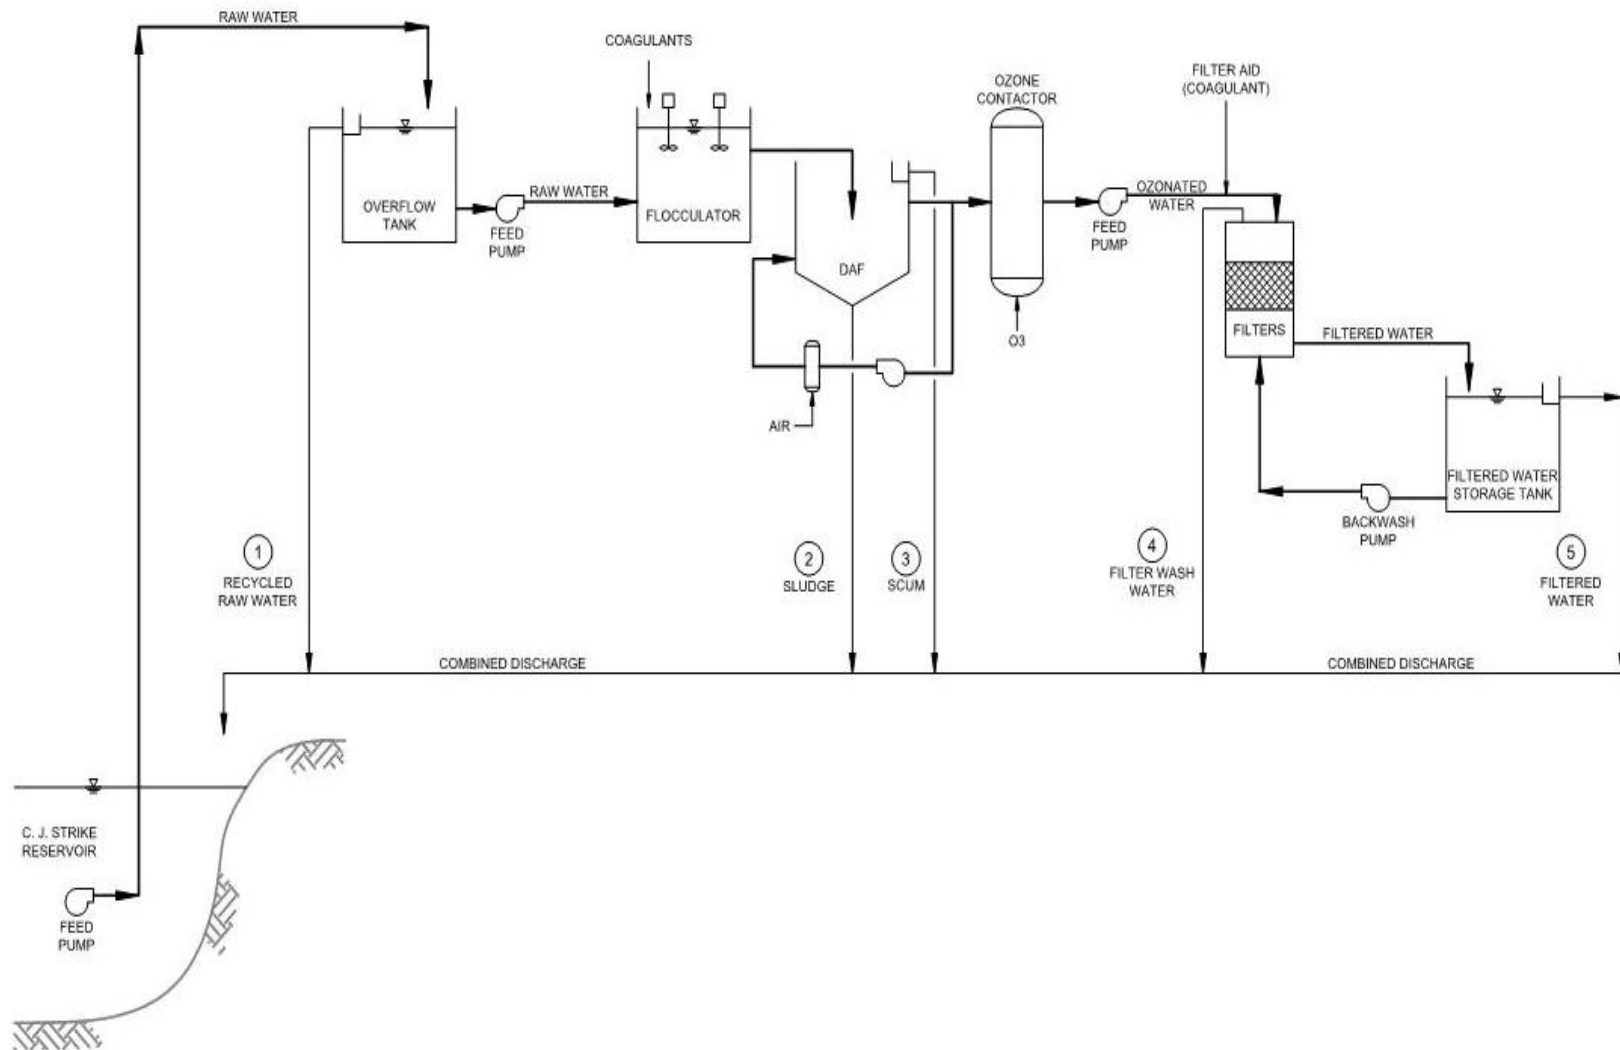 RAW WATER
COAGULANTS
OZONE
CONTACTOR
FILTER AID
(COAGULANT)
OVERFLOW
TANK
FEED
PUMP
RAW WATER
FLOCCULATOR
DAF
O3
FEED
PUMP
OZONATED
WATER
FILTERS
FILTERED WATER
AIR
FILTERED WATER
STORAGE TANK
BACKWASH
PUMP
1
RECYCLED
RAW WATER
2
SLUDGE
3
SCUM
4
FILTER WASH
WATER
5
FILTERED
WATER
COMBINED DISCHARGE
COMBINED DISCHARGE
C. J. STRIKE
RESERVOIR
FEED
PUMP